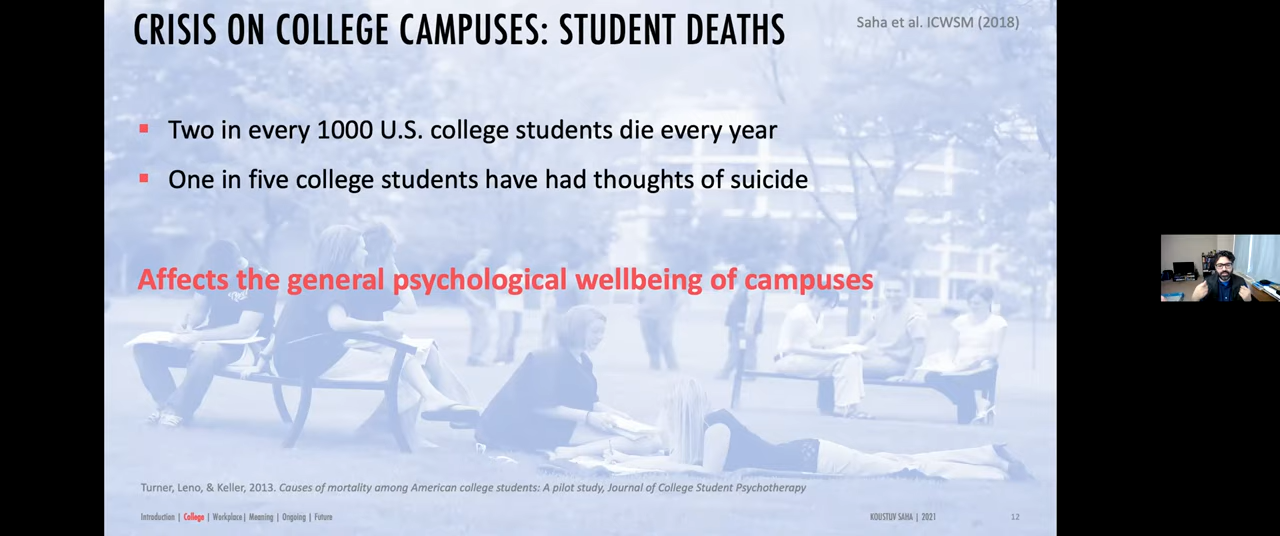 CRISIS ON COLLEGE CAMPUSES: STUDENT DEATHS
Saha et al. ICWSM (2018)
▪ Two in every 1000 U.S. college students die every year
▪ One in five college students have had thoughts of suicide
Affects the general psychological wellbeing of campuses
Turner, Leno, & Keller, 2013. Causes of mortality among American college students: A pilot study, Journal of College Student Psychotherapy
Introduction | College | Workplace | Meaning | Ongoing | Future
KOUSTUV SAHA | 2021
12